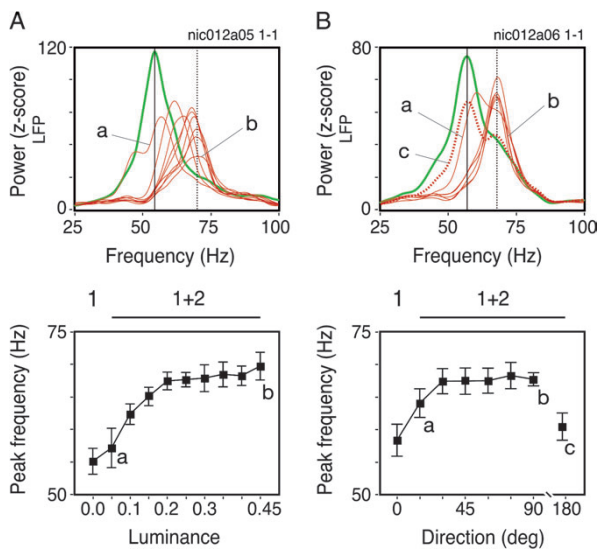 A
nic012a05 1-1
120
0
Power (z-score)
LFP
a
b
25
50
75
100
Frequency (Hz)
B
nic012a06 1-1
80
0
Power (z-score)
LFP
a
c
b
25
50
75
100
Frequency (Hz)
1
1+2
75
50
Peak frequency (Hz)
a
b
0.0
0.1
0.2
0.3
0.45
Luminance
1
1+2
75
50
Peak frequency (Hz)
a
b
c
0
45
90
180
Direction (deg)